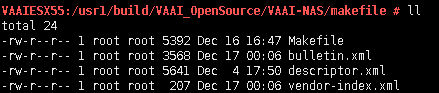 VAAIESX55:/usr1/build/VAAI_OpenSource/VAAI-NAS/makefile # ll
total 24
-rw-r--r-- 1 root root 5392 Dec 16 16:47 Makefile
-rw-r--r-- 1 root root 3568 Dec 17 00:06 bulletin.xml
-rw-r--r-- 1 root root 5641 Dec  4 17:50 descriptor.xml
-rw-r--r-- 1 root root  207 Dec 17 00:06 vendor-index.xml